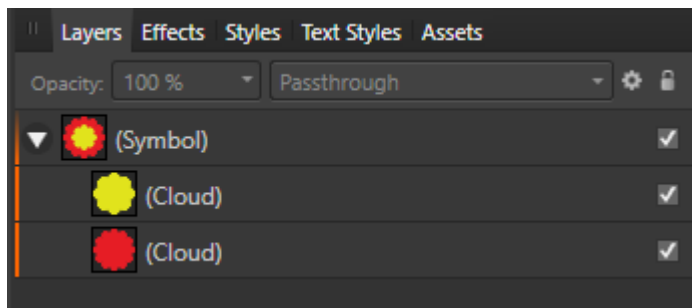 Layers Effects Styles Text Styles Assets
Opacity: 100 % Passthrough
(Symbol)
(Cloud)
(Cloud)